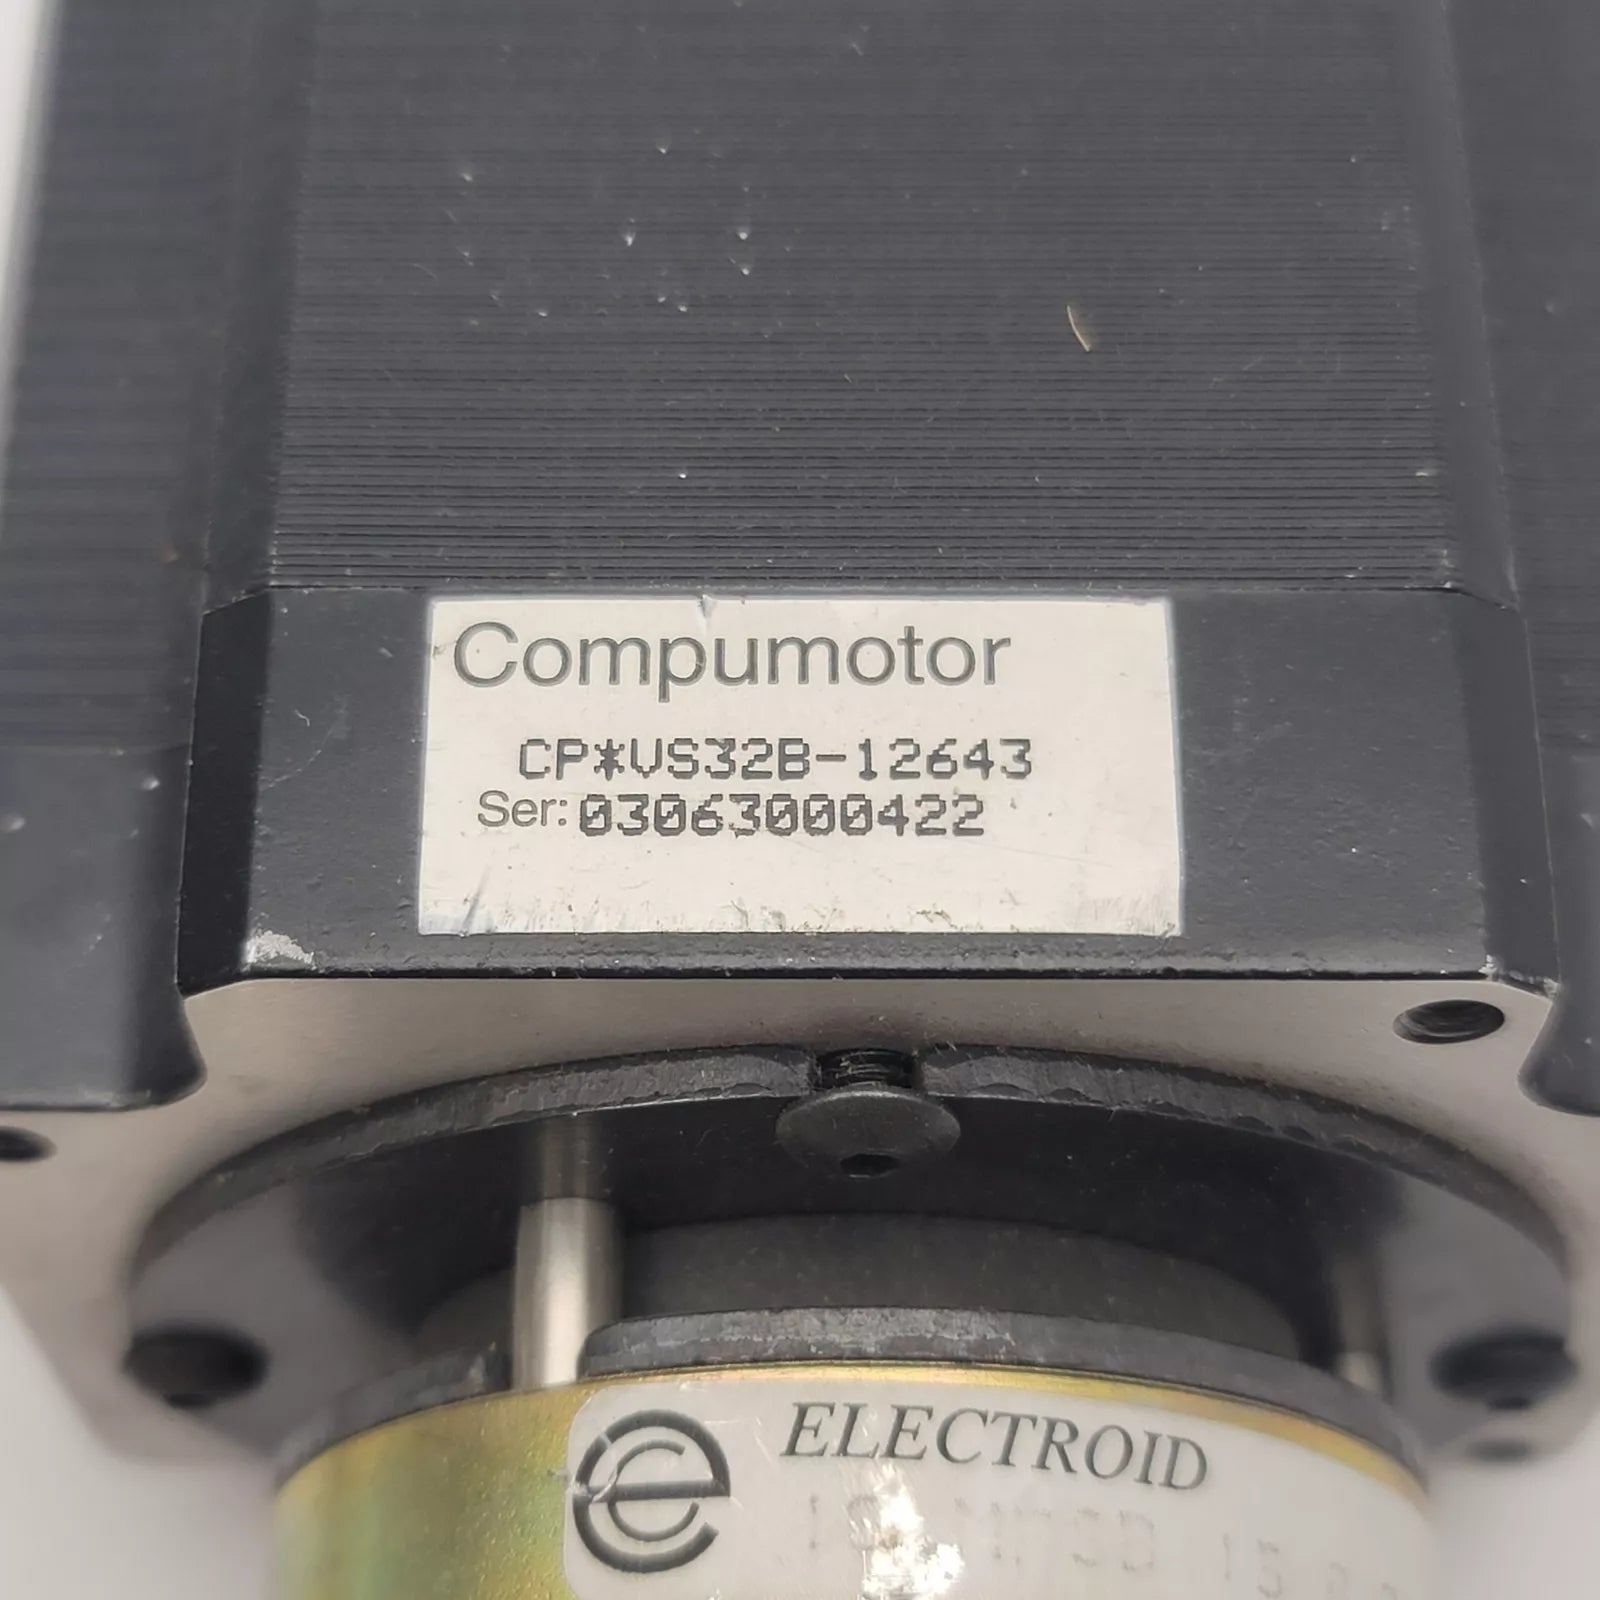 Compumotor
CP*VS32B-12643
Ser: 03063000422
e
ELECTROID